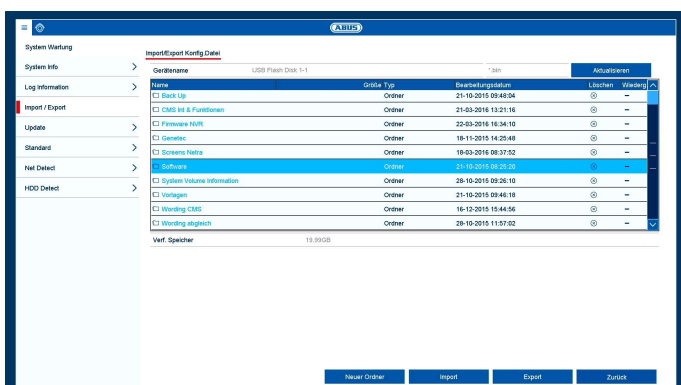 ABUS
System Wartung
System Info
Log Information
Import / Export
Update
Standard
Net Detect
HDD Detect
Import/Export Konfig.Datei
Gerätename USB Flash Disk 1-1 *.bin Aktualisieren
Name Größe Typ Bearbeitungsdatum Löschen Wiederg
Back Up Ordner 21-10-2015 09:48:04
CMS Int & Funktionen Ordner 21-03-2016 13:21:16
Firmware NVR Ordner 22-03-2016 16:34:10
Genetec Ordner 18-11-2015 14:25:48
Screens Netra Ordner 18-03-2016 08:37:52
Software Ordner 21-10-2015 08:25:20
System Volume Information Ordner 28-10-2015 09:26:10
Vorlagen Ordner 21-10-2015 09:46:18
Wording CMS Ordner 16-12-2015 15:44:56
Wording abgleich Ordner 28-10-2015 11:57:02
Verf. Speicher 19.99GB
Neuer Ordner Import Export Zurück